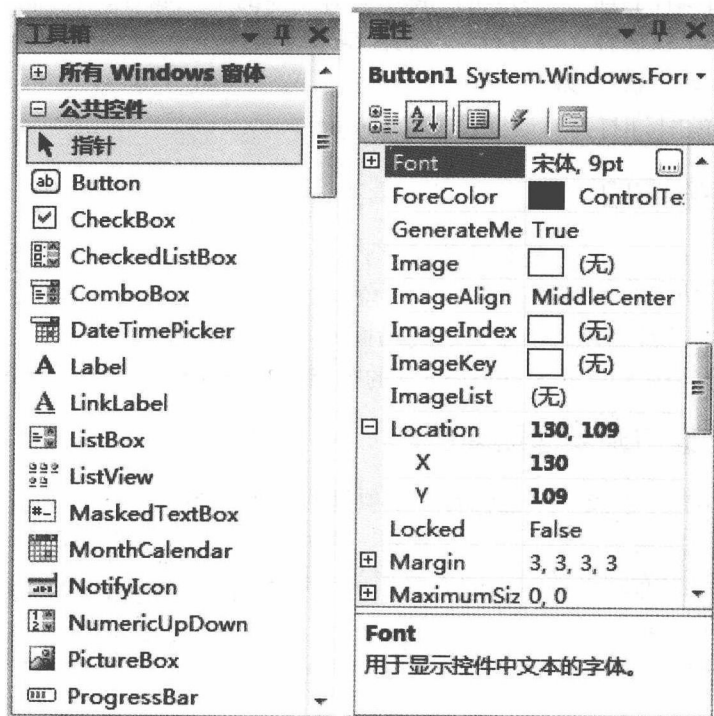 工具箱
所有 Windows 窗体
公共控件
指针
Button
CheckBox
CheckedListBox
ComboBox
DateTimePicker
A Label
A LinkLabel
ListBox
ListView
MaskedTextBox
MonthCalendar
NotifyIcon
NumericUpDown
PictureBox
ProgressBar
属性
Button1 System.Windows.Forr
Font 宋体, 9pt ...
ForeColor ControlTe:
GenerateMe True
Image (无)
ImageAlign MiddleCenter
ImageIndex (无)
ImageKey (无)
ImageList (无)
Location 130, 109
X 130
Y 109
Locked False
Margin 3, 3, 3, 3
MaximumSiz 0, 0
Font
用于显示控件中文本的字体。